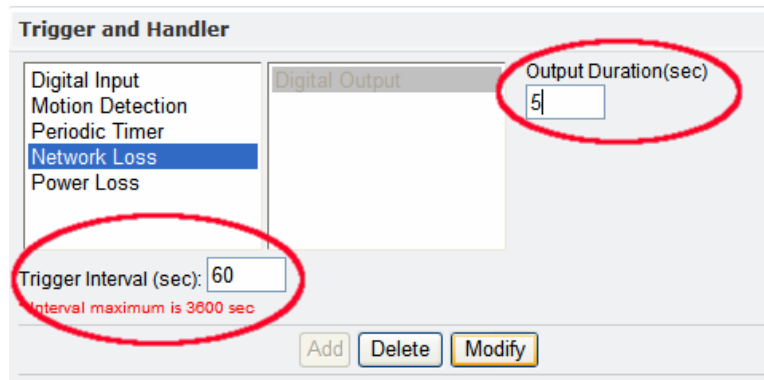 Trigger and Handler
Digital Input
Motion Detection
Periodic Timer
Network Loss
Power Loss
Digital Output
Output Duration(sec)
5
Trigger Interval (sec): 60
*Interval maximum is 3600 sec
Add Delete Modify